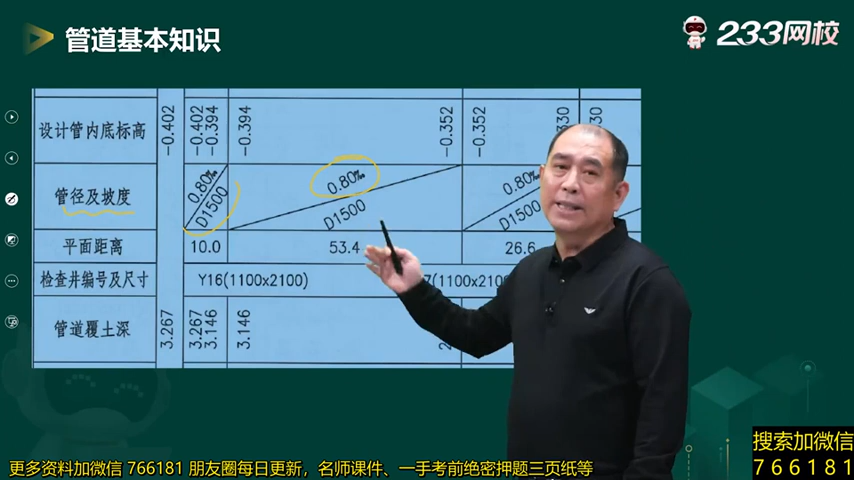 管道基本知识
233网校
设计管内底标高
-0.402
-0.402
-0.394
-0.394
-0.352
-0.352
330
330
管径及坡度
0.80‰
D1500
0.80‰
D1500
0.80‰
D1500
平面距离
10.0
53.4
26.6
检查井编号及尺寸
Y16(1100x2100)
7(1100x2100
管道覆土深
3.267
3.267
3.146
3.146
2
搜索加微信
766181
更多资料加微信 766181 朋友圈每日更新，名师课件、一手考前绝密押题三页纸等